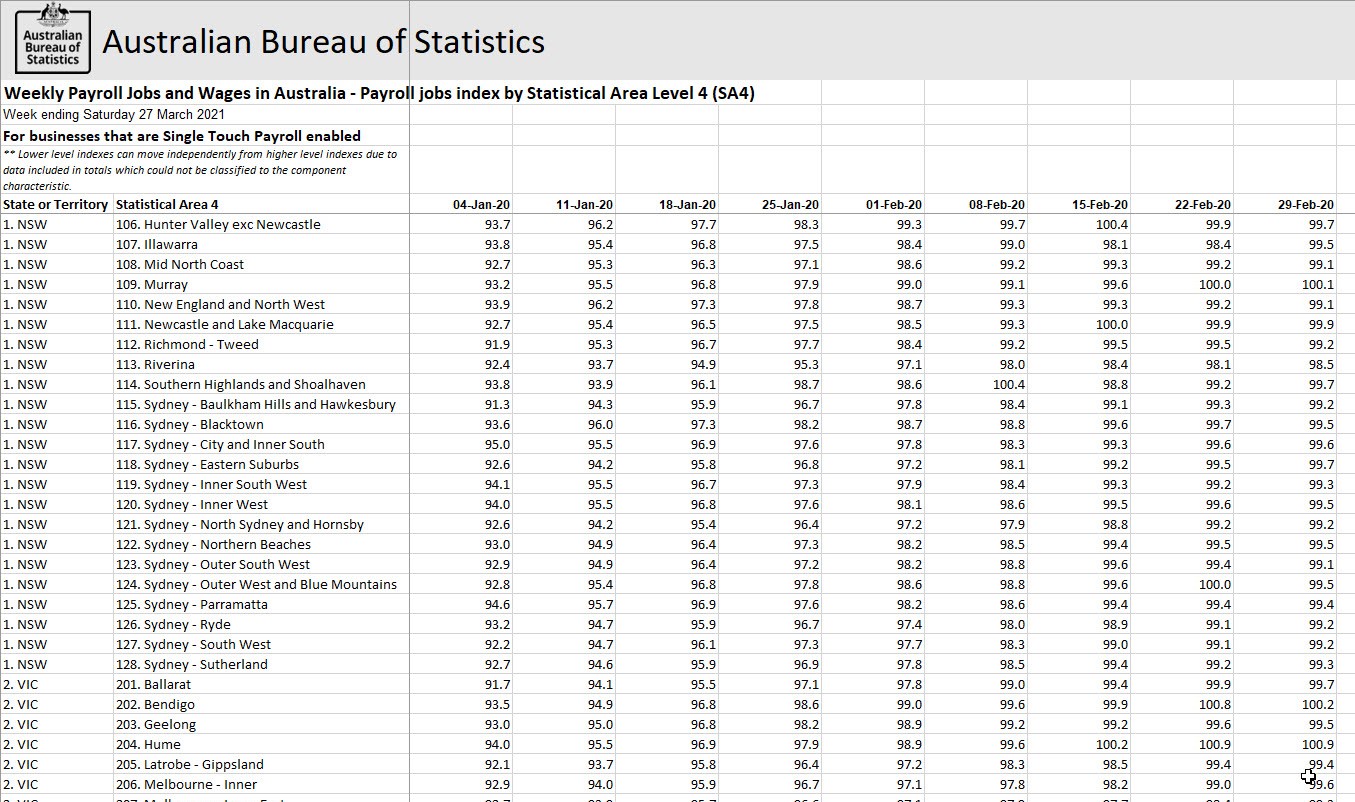 Australian
Bureau of
Statistics
Australian Bureau of Statistics
Weekly Payroll Jobs and Wages in Australia - Payroll jobs index by Statistical Area Level 4 (SA4)
Week ending Saturday 27 March 2021
For businesses that are Single Touch Payroll enabled
** Lower level indexes can move independently from higher level indexes due to
data included in totals which could not be classified to the component
characteristic.
State or Territory Statistical Area 4 04-Jan-20 11-Jan-20 18-Jan-20 25-Jan-20 01-Feb-20 08-Feb-20 15-Feb-20 22-Feb-20 29-Feb-20
1. NSW 106. Hunter Valley exc Newcastle 93.7 96.2 97.7 98.3 99.3 99.7 100.4 99.9 99.7
1. NSW 107. Illawarra 93.8 95.4 96.8 97.5 98.4 99.0 98.1 98.4 99.5
1. NSW 108. Mid North Coast 92.7 95.3 96.3 97.1 98.6 99.2 99.3 99.2 99.1
1. NSW 109. Murray 93.2 95.5 96.8 97.9 99.0 99.1 99.6 100.0 100.1
1. NSW 110. New England and North West 93.9 96.2 97.3 97.8 98.7 99.3 99.3 99.2 99.1
1. NSW 111. Newcastle and Lake Macquarie 92.7 95.4 96.5 97.5 98.5 99.3 100.0 99.9 99.9
1. NSW 112. Richmond - Tweed 91.9 95.3 96.7 97.7 98.4 99.2 99.5 99.5 99.2
1. NSW 113. Riverina 92.4 93.7 94.9 95.3 97.1 98.0 98.4 98.1 98.5
1. NSW 114. Southern Highlands and Shoalhaven 93.8 93.9 96.1 98.7 98.6 100.4 98.8 99.2 99.7
1. NSW 115. Sydney - Baulkham Hills and Hawkesbury 91.3 94.3 95.9 96.7 97.8 98.4 99.1 99.3 99.2
1. NSW 116. Sydney - Blacktown 93.6 96.0 97.3 98.2 98.7 98.8 99.6 99.7 99.5
1. NSW 117. Sydney - City and Inner South 95.0 95.5 96.9 97.6 97.8 98.3 99.3 99.6 99.6
1. NSW 118. Sydney - Eastern Suburbs 92.6 94.2 95.8 96.8 97.2 98.1 99.2 99.5 99.7
1. NSW 119. Sydney - Inner South West 94.1 95.5 96.7 97.3 97.9 98.4 99.3 99.2 99.3
1. NSW 120. Sydney - Inner West 94.0 95.5 96.8 97.6 98.1 98.6 99.5 99.6 99.5
1. NSW 121. Sydney - North Sydney and Hornsby 92.6 94.2 95.4 96.4 97.2 97.9 98.8 99.2 99.2
1. NSW 122. Sydney - Northern Beaches 93.0 94.9 96.4 97.3 98.2 98.5 99.4 99.5 99.5
1. NSW 123. Sydney - Outer South West 92.9 94.9 96.4 97.2 98.2 98.8 99.6 99.4 99.1
1. NSW 124. Sydney - Outer West and Blue Mountains 92.8 95.4 96.8 97.8 98.6 98.8 99.6 100.0 99.5
1. NSW 125. Sydney - Parramatta 94.6 95.7 96.9 97.6 98.2 98.6 99.4 99.4 99.4
1. NSW 126. Sydney - Ryde 93.2 94.7 95.9 96.7 97.4 98.0 98.9 99.1 99.2
1. NSW 127. Sydney - South West 92.2 94.7 96.1 97.3 97.7 98.3 99.0 99.1 99.2
1. NSW 128. Sydney - Sutherland 92.7 94.6 95.9 96.9 97.8 98.5 99.4 99.2 99.3
2. VIC 201. Ballarat 91.7 94.1 95.5 97.1 97.8 99.0 99.4 99.9 99.7
2. VIC 202. Bendigo 93.5 94.9 96.8 98.6 99.0 99.6 99.9 100.8 100.2
2. VIC 203. Geelong 93.0 95.0 96.8 98.2 98.9 99.2 99.2 99.6 99.5
2. VIC 204. Hume 94.0 95.5 96.9 97.9 98.9 99.6 100.2 100.9 100.9
2. VIC 205. Latrobe - Gippsland 92.1 93.7 95.8 96.4 97.2 98.3 98.5 99.4 99.4
2. VIC 206. Melbourne - Inner 92.9 94.0 95.9 96.7 97.1 97.8 98.2 99.0 99.6